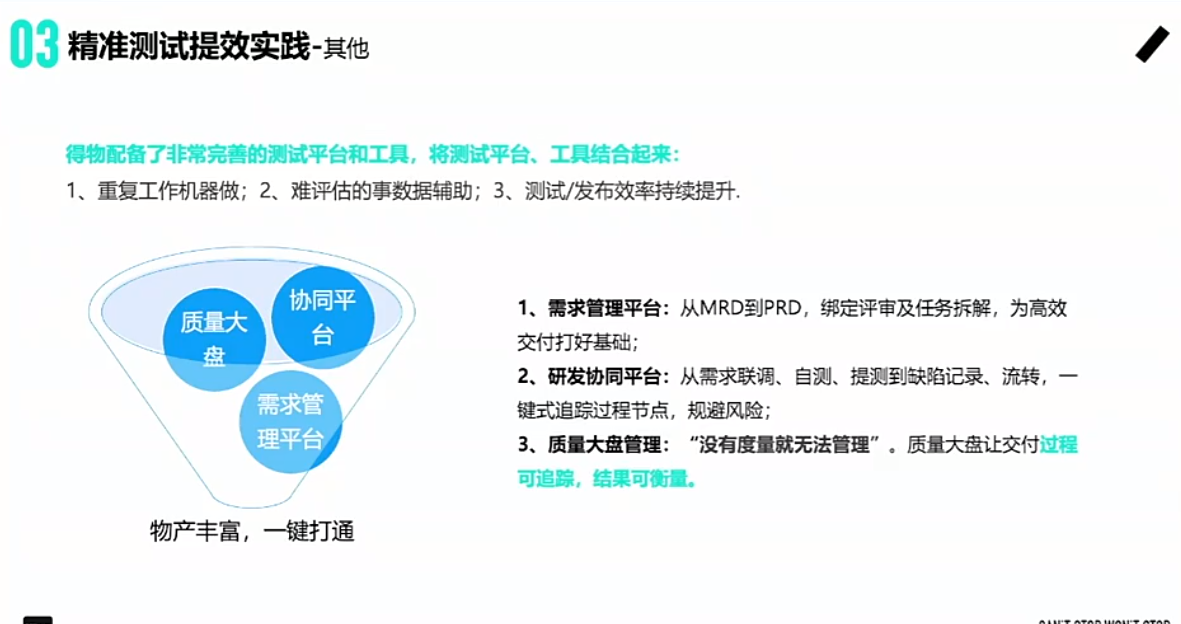 03 精准测试提效实践-其他
得物配备了非常完善的测试平台和工具，将测试平台、工具结合起来：
1、重复工作机器做；2、难评估的事数据辅助；3、测试/发布效率持续提升.
质量大
盘
协同平
台
需求管
理平台
物产丰富，一键打通
1、需求管理平台：从MRD到PRD，绑定评审及任务拆解，为高效
交付打好基础；
2、研发协同平台：从需求联调、自测、提测到缺陷记录、流转，一
键式追踪过程节点，规避风险；
3、质量大盘管理：“没有度量就无法管理”。质量大盘让交付过程
可追踪，结果可衡量。
CAN'T STOP WON'T STOP